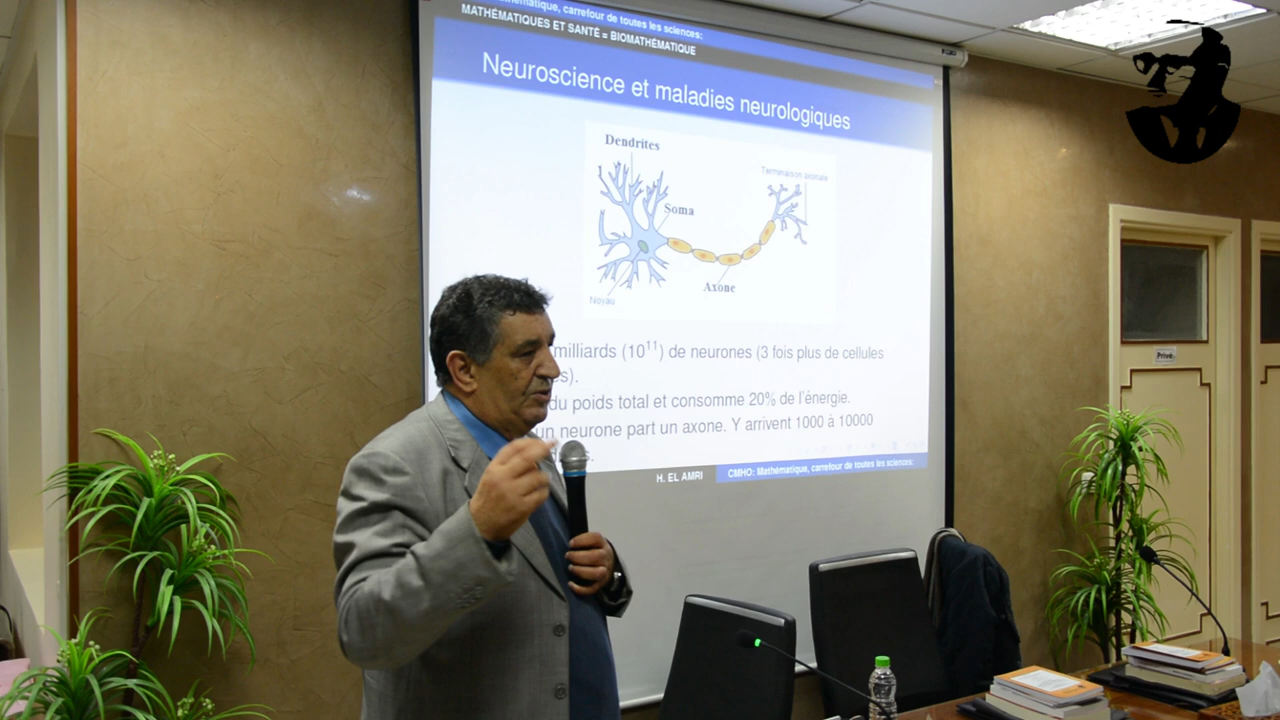 mathématique, carrefour de toutes les sciences:
MATHÉMATIQUES ET SANTÉ = BIOMATHÉMATIQUE
Neuroscience et maladies neurologiques
Dendrites
Terminaison axonale
Soma
Axone
Noyau
milliards (10¹¹) de neurones (3 fois plus de cellules
s).
du poids total et consomme 20% de l'énergie.
un neurone part un axone. Y arrivent 1000 à 10000
H. EL AMRI
CMHO: Mathématique, carrefour de toutes les sciences:
Privé